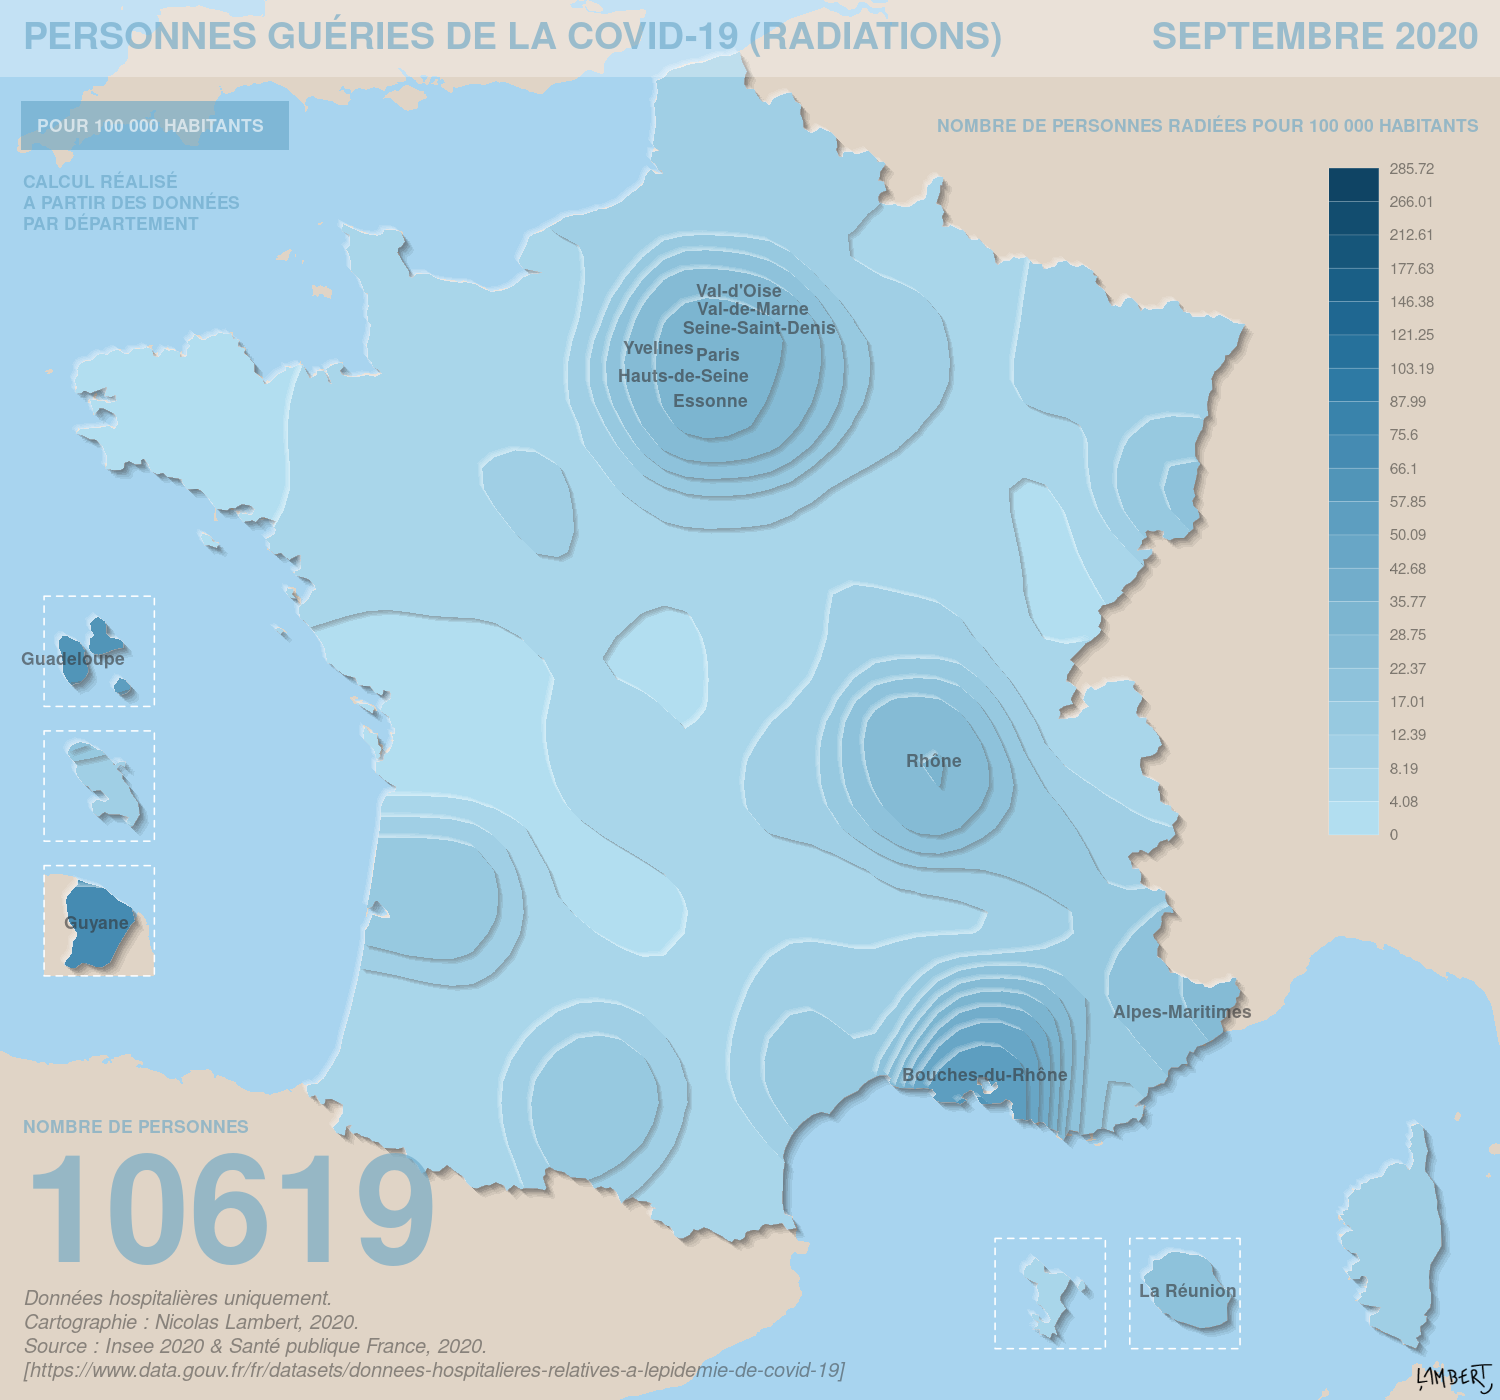 PERSONNES GUÉRIES DE LA COVID-19 (RADIATIONS)
SEPTEMBRE 2020
POUR 100 000 HABITANTS
CALCUL RÉALISÉ
A PARTIR DES DONNÉES
PAR DÉPARTEMENT
NOMBRE DE PERSONNES RADIÉES POUR 100 000 HABITANTS
285.72
266.01
212.61
177.63
146.38
121.25
103.19
87.99
75.6
66.1
57.85
50.09
42.68
35.77
28.75
22.37
17.01
12.39
8.19
4.08
0
Val-d'Oise
Val-de-Marne
Seine-Saint-Denis
Yvelines
Paris
Hauts-de-Seine
Essonne
Guadeloupe
Rhône
Guyane
Alpes-Maritimes
Bouches-du-Rhône
La Réunion
NOMBRE DE PERSONNES
10619
Données hospitalières uniquement.
Cartographie : Nicolas Lambert, 2020.
Source : Insee 2020 & Santé publique France, 2020.
[https://www.data.gouv.fr/fr/datasets/donnees-hospitalieres-relatives-a-lepidemie-de-covid-19]
LAMBERT